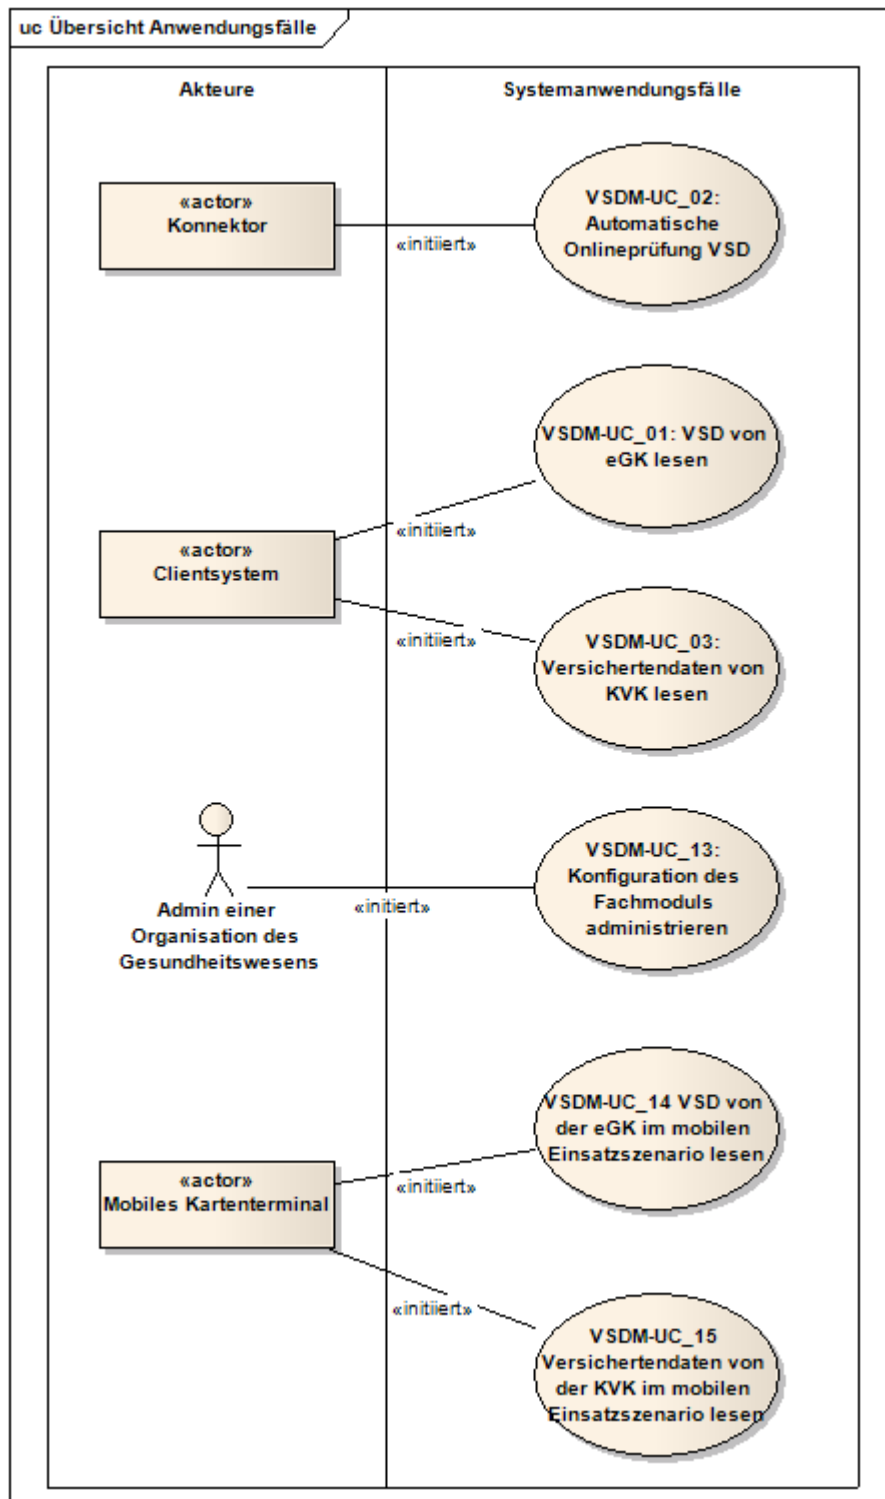 uc Übersicht Anwendungsfälle
Akteure
Systemanwendungsfälle
«actor»
Konnektor
«initiiert»
VSDM-UC_02:
Automatische
Onlineprüfung VSD
«actor»
Clientsystem
«initiiert»
VSDM-UC_01: VSD von
eGK lesen
«initiiert»
VSDM-UC_03:
Versichertendaten von
KVK lesen
Admin einer
Organisation des
Gesundheitswesens
«initiert»
VSDM-UC_13:
Konfiguration des
Fachmoduls
administrieren
«actor»
Mobiles Kartenterminal
«initiiert»
VSDM-UC_14 VSD von
der eGK im mobilen
Einsatzszenario lesen
«initiiert»
VSDM-UC_15
Versichertendaten von
der KVK im mobilen
Einsatzszenario lesen